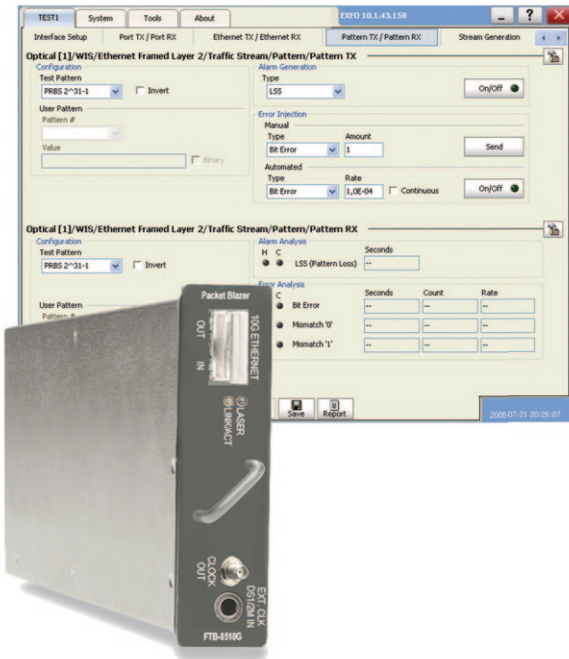 TEST1 System Tools About EXFO 10.1.43.158 ?
Interface Setup Port TX / Port RX Ethernet TX / Ethernet RX Pattern TX / Pattern RX Stream Generation
Optical [1]/WIS/Ethernet Framed Layer 2/Traffic Stream/Pattern/Pattern TX
Configuration
Test Pattern
PRBS 2^31-1 Invert
User Pattern
Pattern #
Value
Binary
Alarm Generation
Type
LSS On/Off
Error Injection
Manual
Type Amount
Bit Error 1 Send
Automated
Type Rate
Bit Error 1,0E-04 Continuous On/Off
Optical [1]/WIS/Ethernet Framed Layer 2/Traffic Stream/Pattern/Pattern RX
Configuration
Test Pattern
PRBS 2^31-1 Invert
User Pattern
Pattern #
Alarm Analysis
H C Seconds
LSS (Pattern Loss) --
Error Analysis
C Seconds Count Rate
Bit Error -- -- --
Mismatch '0' -- -- --
Mismatch '1' -- -- --
Save Report
2005-07-21 20:26:07
Packet Blazer
10G ETHERNET
OUT IN
LASER
LINK/ACT
CLOCK
OUT
EXT. CLK
DS1/2M IN
FTB-8510G